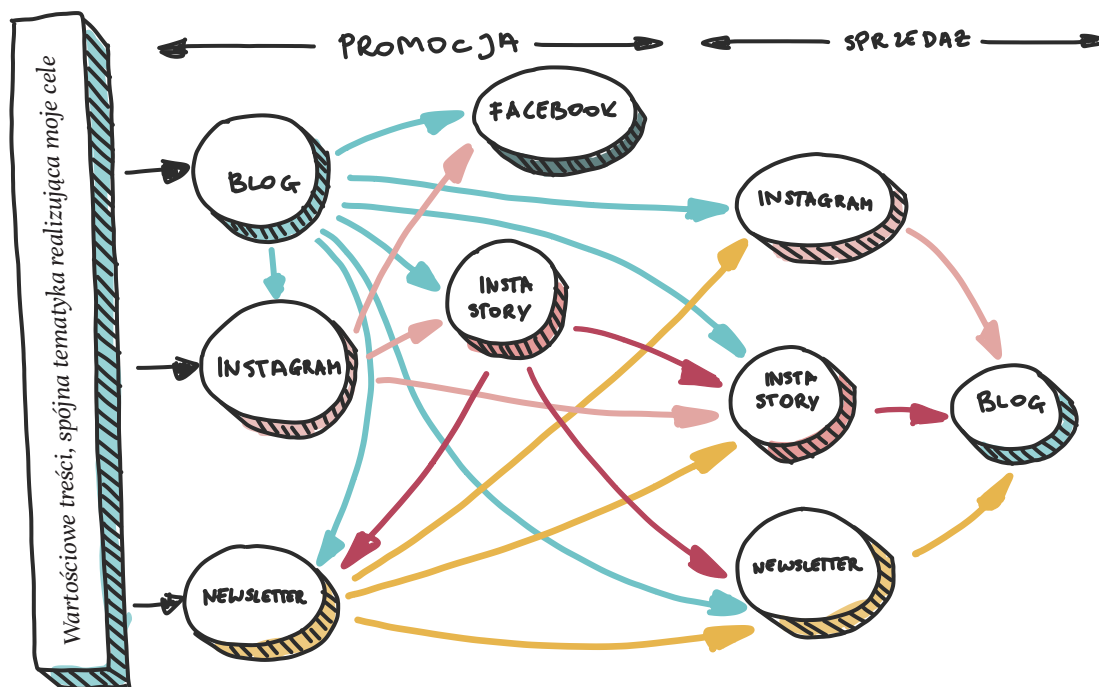 Wartościowe treści, spójna tematyka realizująca moje cele
PROMOCJA
SPRZEDAŻ
BLOG
FACEBOOK
INSTAGRAM
INSTA
STORY
INSTAGRAM
INSTA
STORY
BLOG
NEWSLETTER
NEWSLETTER